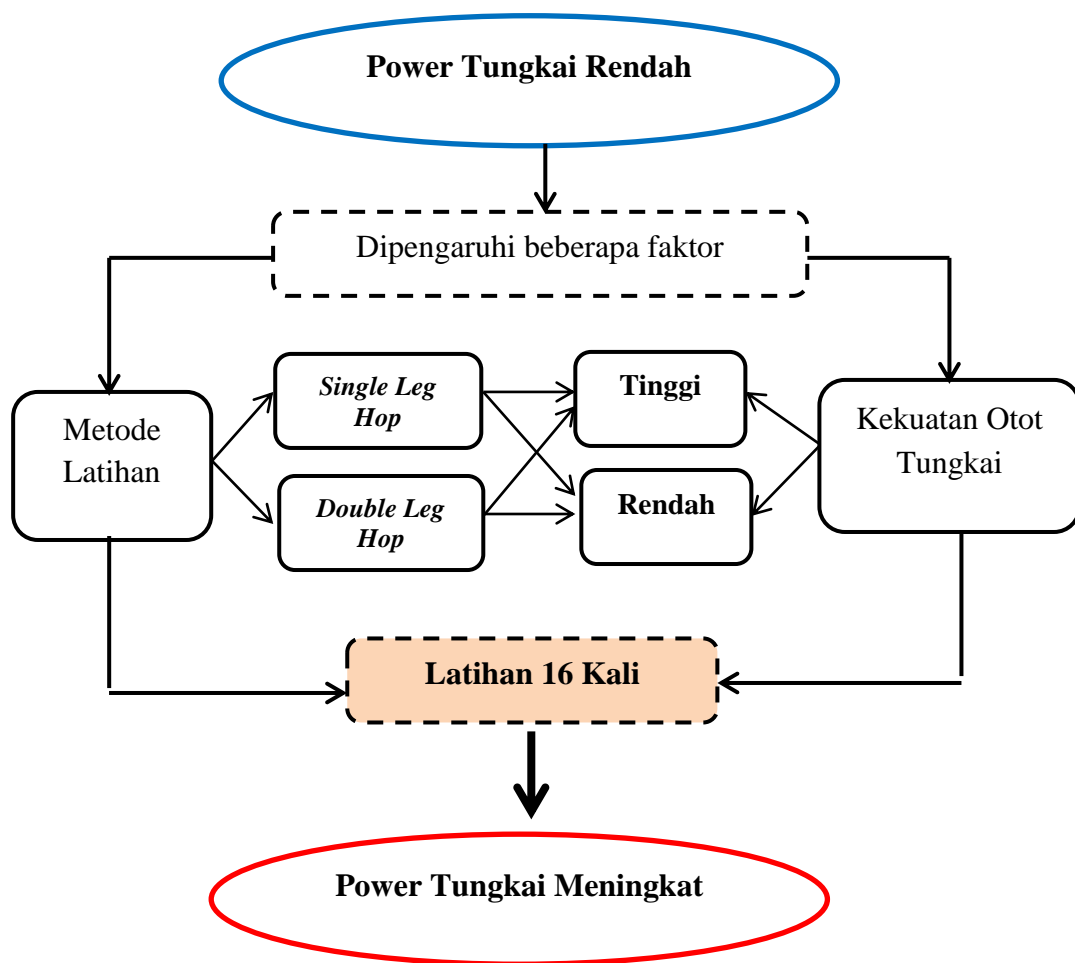 Power Tungkai Rendah
Dipengaruhi beberapa faktor
Metode
Latihan
Single Leg
Hop
Double Leg
Hop
Tinggi
Rendah
Kekuatan Otot
Tungkai
Latihan 16 Kali
Power Tungkai Meningkat